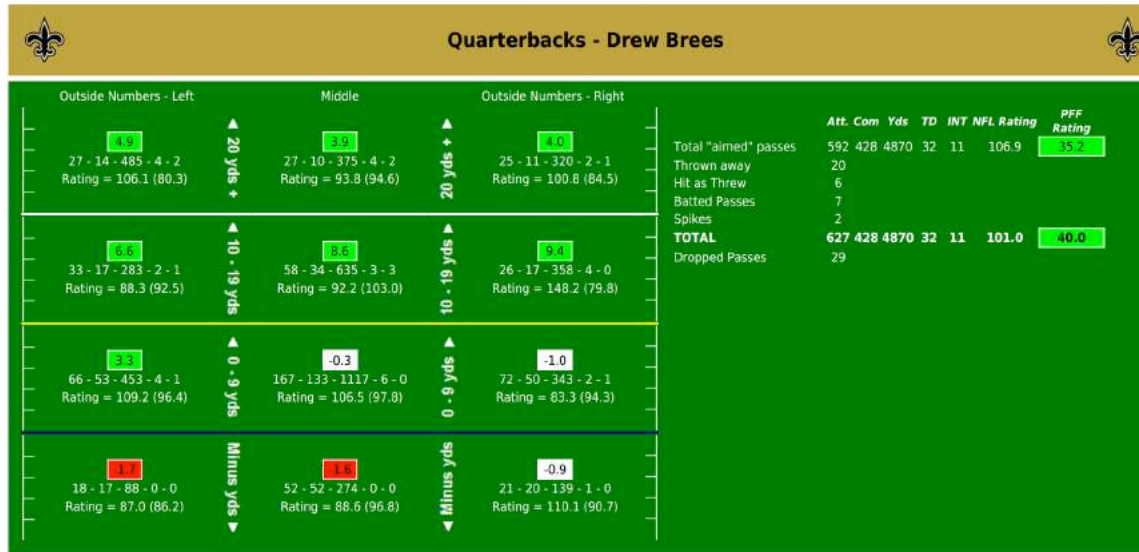 Quarterbacks - Drew Brees
Outside Numbers - Left Middle Outside Numbers - Right
4.9 3.9 4.0
27 - 14 - 485 - 4 - 2 27 - 10 - 375 - 4 - 2 25 - 11 - 320 - 2 - 1
Rating = 106.1 (80.3) Rating = 93.8 (94.6) Rating = 100.8 (84.5)
20 yds + 20 yds +
6.6 8.6 9.4
33 - 17 - 283 - 2 - 1 58 - 34 - 635 - 3 - 3 26 - 17 - 358 - 4 - 0
Rating = 88.3 (92.5) Rating = 92.2 (103.0) Rating = 148.2 (79.8)
10 - 19 yds 10 - 19 yds
3.3 -0.3 -1.0
66 - 53 - 453 - 4 - 1 167 - 133 - 1117 - 6 - 0 72 - 50 - 343 - 2 - 1
Rating = 109.2 (96.4) Rating = 106.5 (97.8) Rating = 83.3 (94.3)
0 - 9 yds 0 - 9 yds
-1.7 -1.6 -0.9
18 - 17 - 88 - 0 - 0 52 - 52 - 274 - 0 - 0 21 - 20 - 139 - 1 - 0
Rating = 87.0 (86.2) Rating = 88.6 (96.8) Rating = 110.1 (90.7)
Minus yds Minus yds
Att. Com Yds TD INT NFL Rating PFF Rating
Total "aimed" passes 592 428 4870 32 11 106.9 35.2
Thrown away 20
Hit as Threw 6
Batted Passes 7
Spikes 2
TOTAL 627 428 4870 32 11 101.0 40.0
Dropped Passes 29